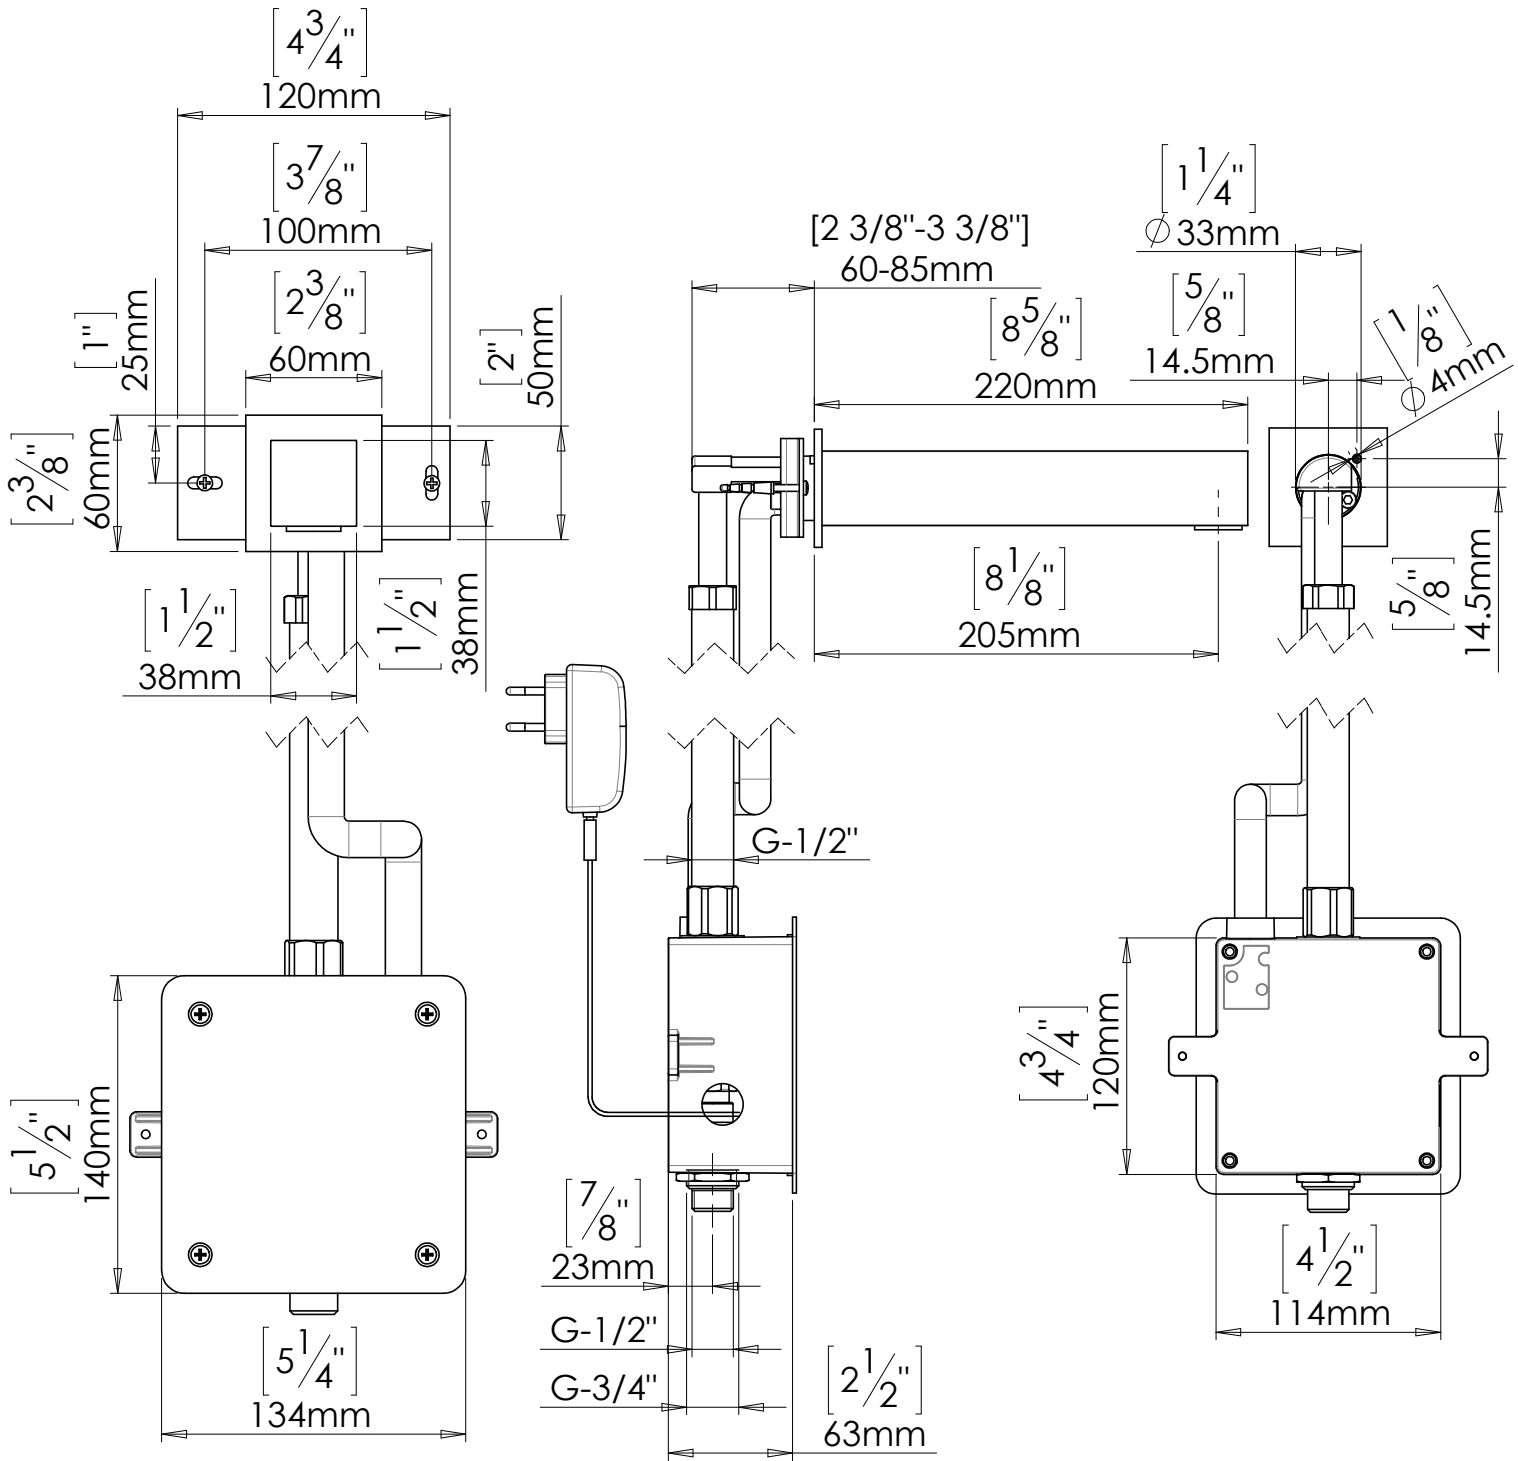 [4 3/4"]
120mm
[3 7/8"]
100mm
[2 3/8"]
60mm
[1"]
25mm
[2"]
50mm
[2 3/8"]
60mm
[1 1/2"]
38mm
[1 1/2"]
38mm
[2 3/8"-3 3/8"]
60-85mm
[8 5/8"]
220mm
[8 1/8"]
205mm
[1 1/4"]
∅ 33mm
[5/8"]
14.5mm
[1/8"]
∅ 4mm
[5/8"]
14.5mm
G-1/2"
[5 1/2"]
140mm
[5 1/4"]
134mm
[7/8"]
23mm
G-1/2"
G-3/4"
[2 1/2"]
63mm
[4 3/4"]
120mm
[4 1/2"]
114mm